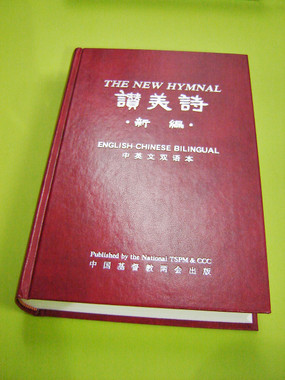 THE NEW HYMNAL
讚美詩
·新編·
ENGLISH-CHINESE BILINGUAL
中英文双语本
Published by the National TSPM & CCC
中国基督教两会出版